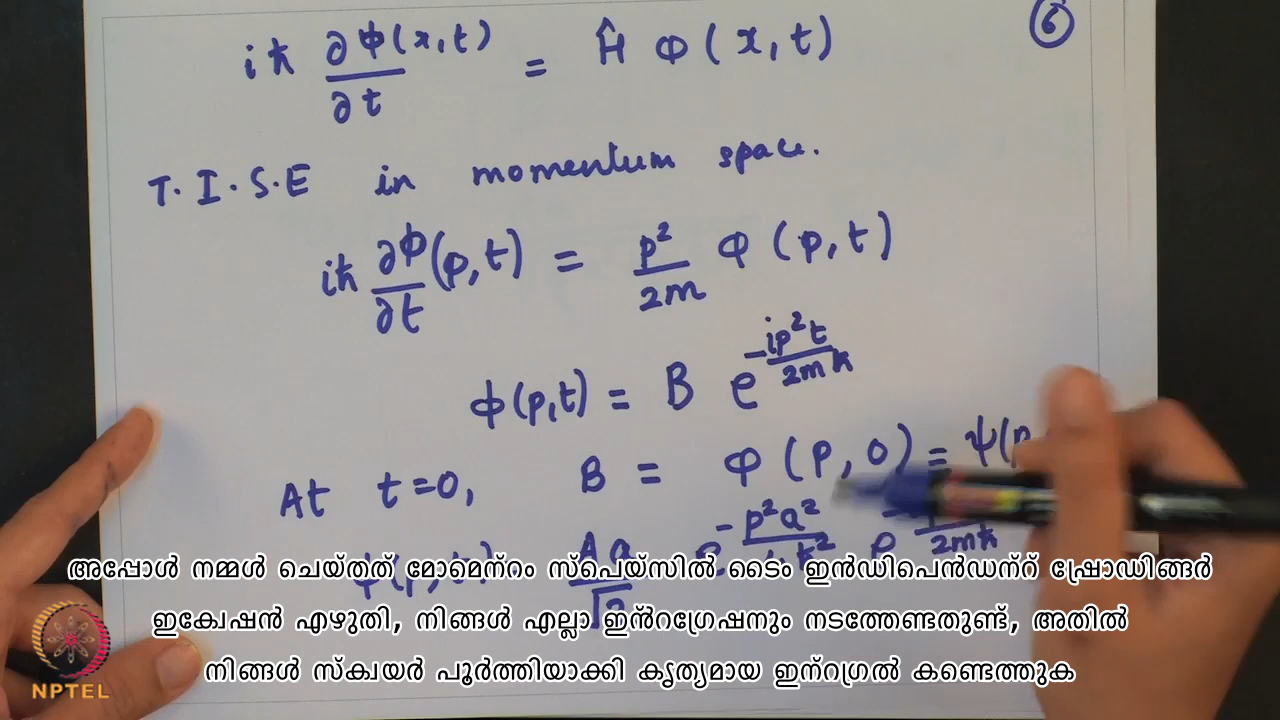 6
iħ ∂Φ(x,t)/∂t = Ĥ Φ(x,t)
T.I.S.E in momentum space.
iħ ∂Φ/∂t (p,t) = p²/2m Φ(p,t)
Φ(p,t) = B e^(-ip²t/2mħ)
At t=0, B = Φ(p,0) = ψ(p
അപ്പോൾ നമ്മൾ ചെയ്തത് മോമെന്റം സ്പെയ്സിൽ ടൈം ഇൻഡിപെൻഡന്റ് ഷ്രോഡിങ്ങർ
ഇക്വേഷൻ എഴുതി, നിങ്ങൾ എല്ലാ ഇൻറഗ്രേഷനും നടത്തേണ്ടതുണ്ട്, അതിൽ
നിങ്ങൾ സ്ക്വയർ പൂർത്തിയാക്കി കൃത്യമായ ഇന്റഗ്രൽ കണ്ടെത്തുക
NPTEL